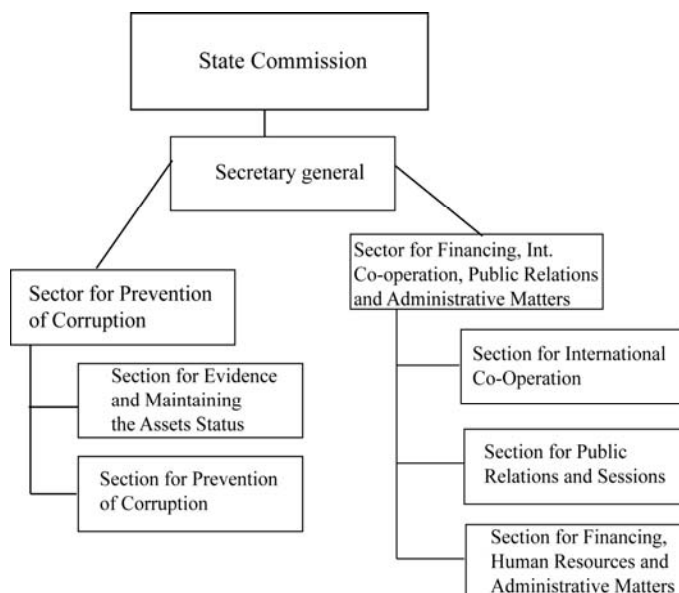 State Commission
Secretary general
Sector for Prevention
of Corruption
Section for Evidence
and Maintaining
the Assets Status
Section for Prevention
of Corruption
Sector for Financing, Int.
Co-operation, Public Relations
and Administrative Matters
Section for International
Co-Operation
Section for Public
Relations and Sessions
Section for Financing,
Human Resources and
Administrative Matters